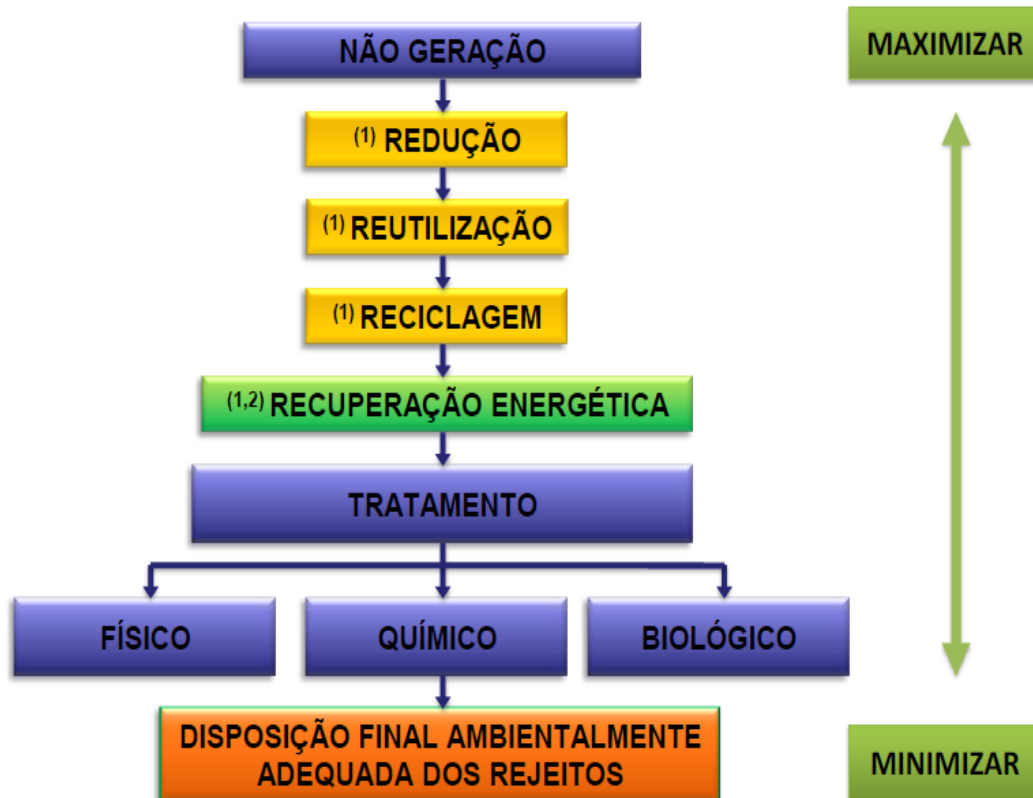 NÃO GERAÇÃO
MAXIMIZAR
(1) REDUÇÃO
(1) REUTILIZAÇÃO
(1) RECICLAGEM
(1,2) RECUPERAÇÃO ENERGÉTICA
TRATAMENTO
FÍSICO
QUÍMICO
BIOLÓGICO
DISPOSIÇÃO FINAL AMBIENTALMENTE
ADEQUADA DOS REJEITOS
MINIMIZAR